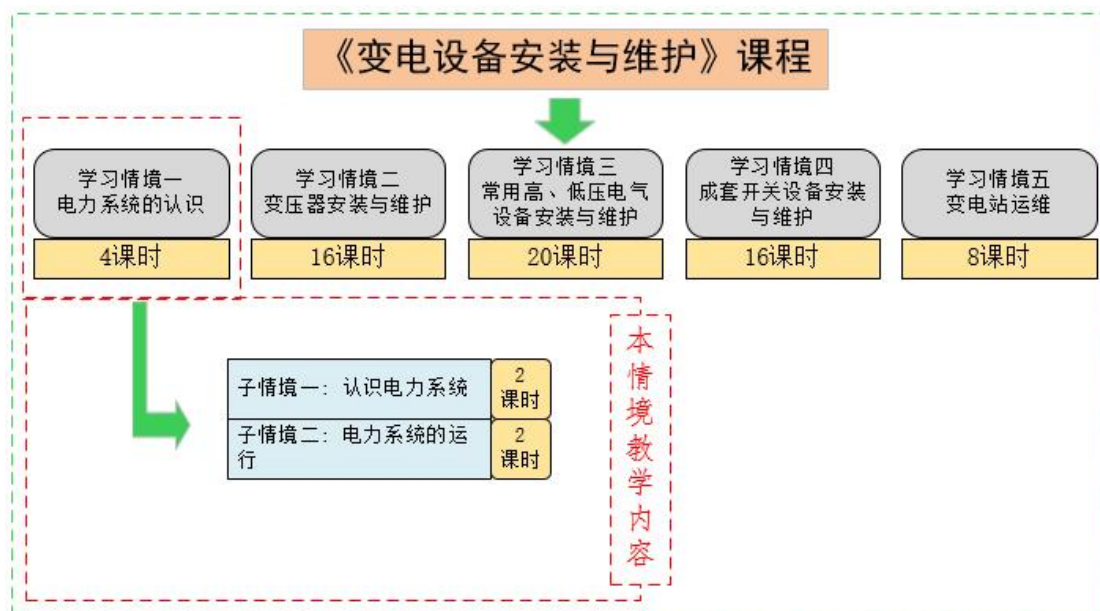 《变电设备安装与维护》课程
学习情境一
电力系统的认识
4课时
学习情境二
变压器安装与维护
16课时
学习情境三
常用高、低压电气
设备安装与维护
20课时
学习情境四
成套开关设备安装
与维护
16课时
学习情境五
变电站运维
8课时
子情境一：认识电力系统
2
课时
子情境二：电力系统的运
行
2
课时
本情境教学内容